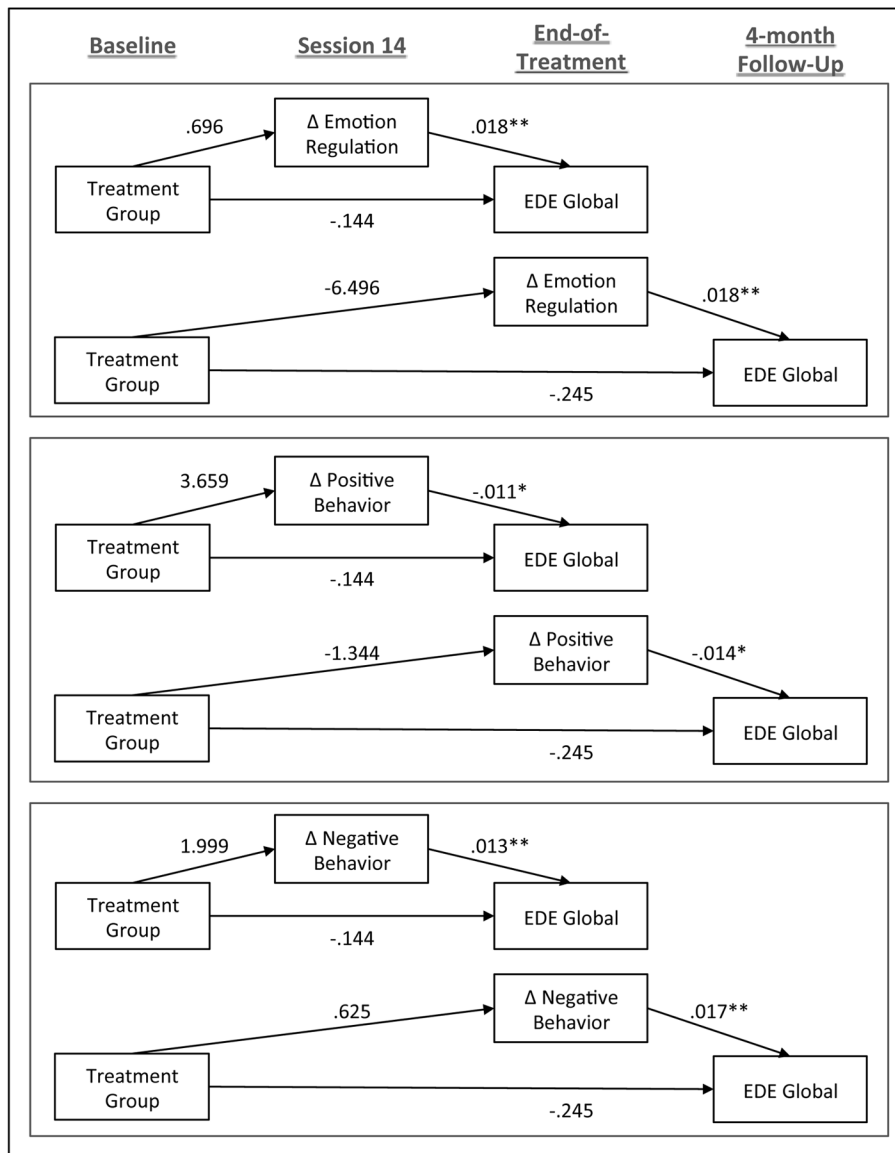 Baseline
Session 14
End-of-
Treatment
4-month
Follow-Up
.696
Δ Emotion
Regulation
.018**
Treatment
Group
-.144
EDE Global
-6.496
Δ Emotion
Regulation
.018**
Treatment
Group
-.245
EDE Global
3.659
Δ Positive
Behavior
-.011*
Treatment
Group
-.144
EDE Global
-1.344
Δ Positive
Behavior
-.014*
Treatment
Group
-.245
EDE Global
1.999
Δ Negative
Behavior
.013**
Treatment
Group
-.144
EDE Global
.625
Δ Negative
Behavior
.017**
Treatment
Group
-.245
EDE Global